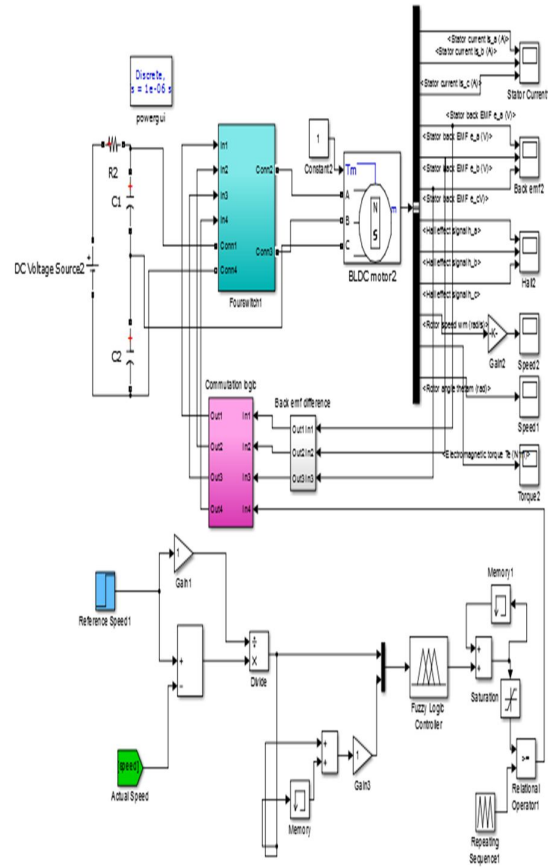 <Stator current is_a (A)>
<Stator current is_b (A)>
<Stator current is_c (A)>
Stator Current
Discrete,
s = 1e-06 s
powergui
<Stator back EMF e_a (V)>
<Stator back EMF e_b (V)>
<Stator back EMF e_cV)>
Back emf2
In1
In2
In3
In4
Conn1
Conn4
Conn2
Conn3
Fourswitch1
1
Constant2
Tm
A
B
C
N
S
m
BLDC motor2
R2
C1
DC Voltage Source2
C2
<Hall effect signal h_a>
<Hall effect signal h_b>
<Hall effect signal h_c>
Hall2
<Rotor speed wm (rad/s)>
-K-
Gain2
Speed2
<Rotor angle thetam (rad)>
Speed1
<Electromagnetic torque Te (N*m)>
Torque2
Commutation logic
Out1 In1
Out2 In2
Out3 In3
Out4 In4
Back emf difference
Out1 In1
Out2 In2
Out3 In3
1
Gain1
Reference Speed1
+
−
÷
×
Divide
[speed]
Actual Speed
+
+
Memory
1
Gain3
Fuzzy Logic
Controller
Memory1
+
+
Saturation
Relational
Operator1
Repeating
Sequence1